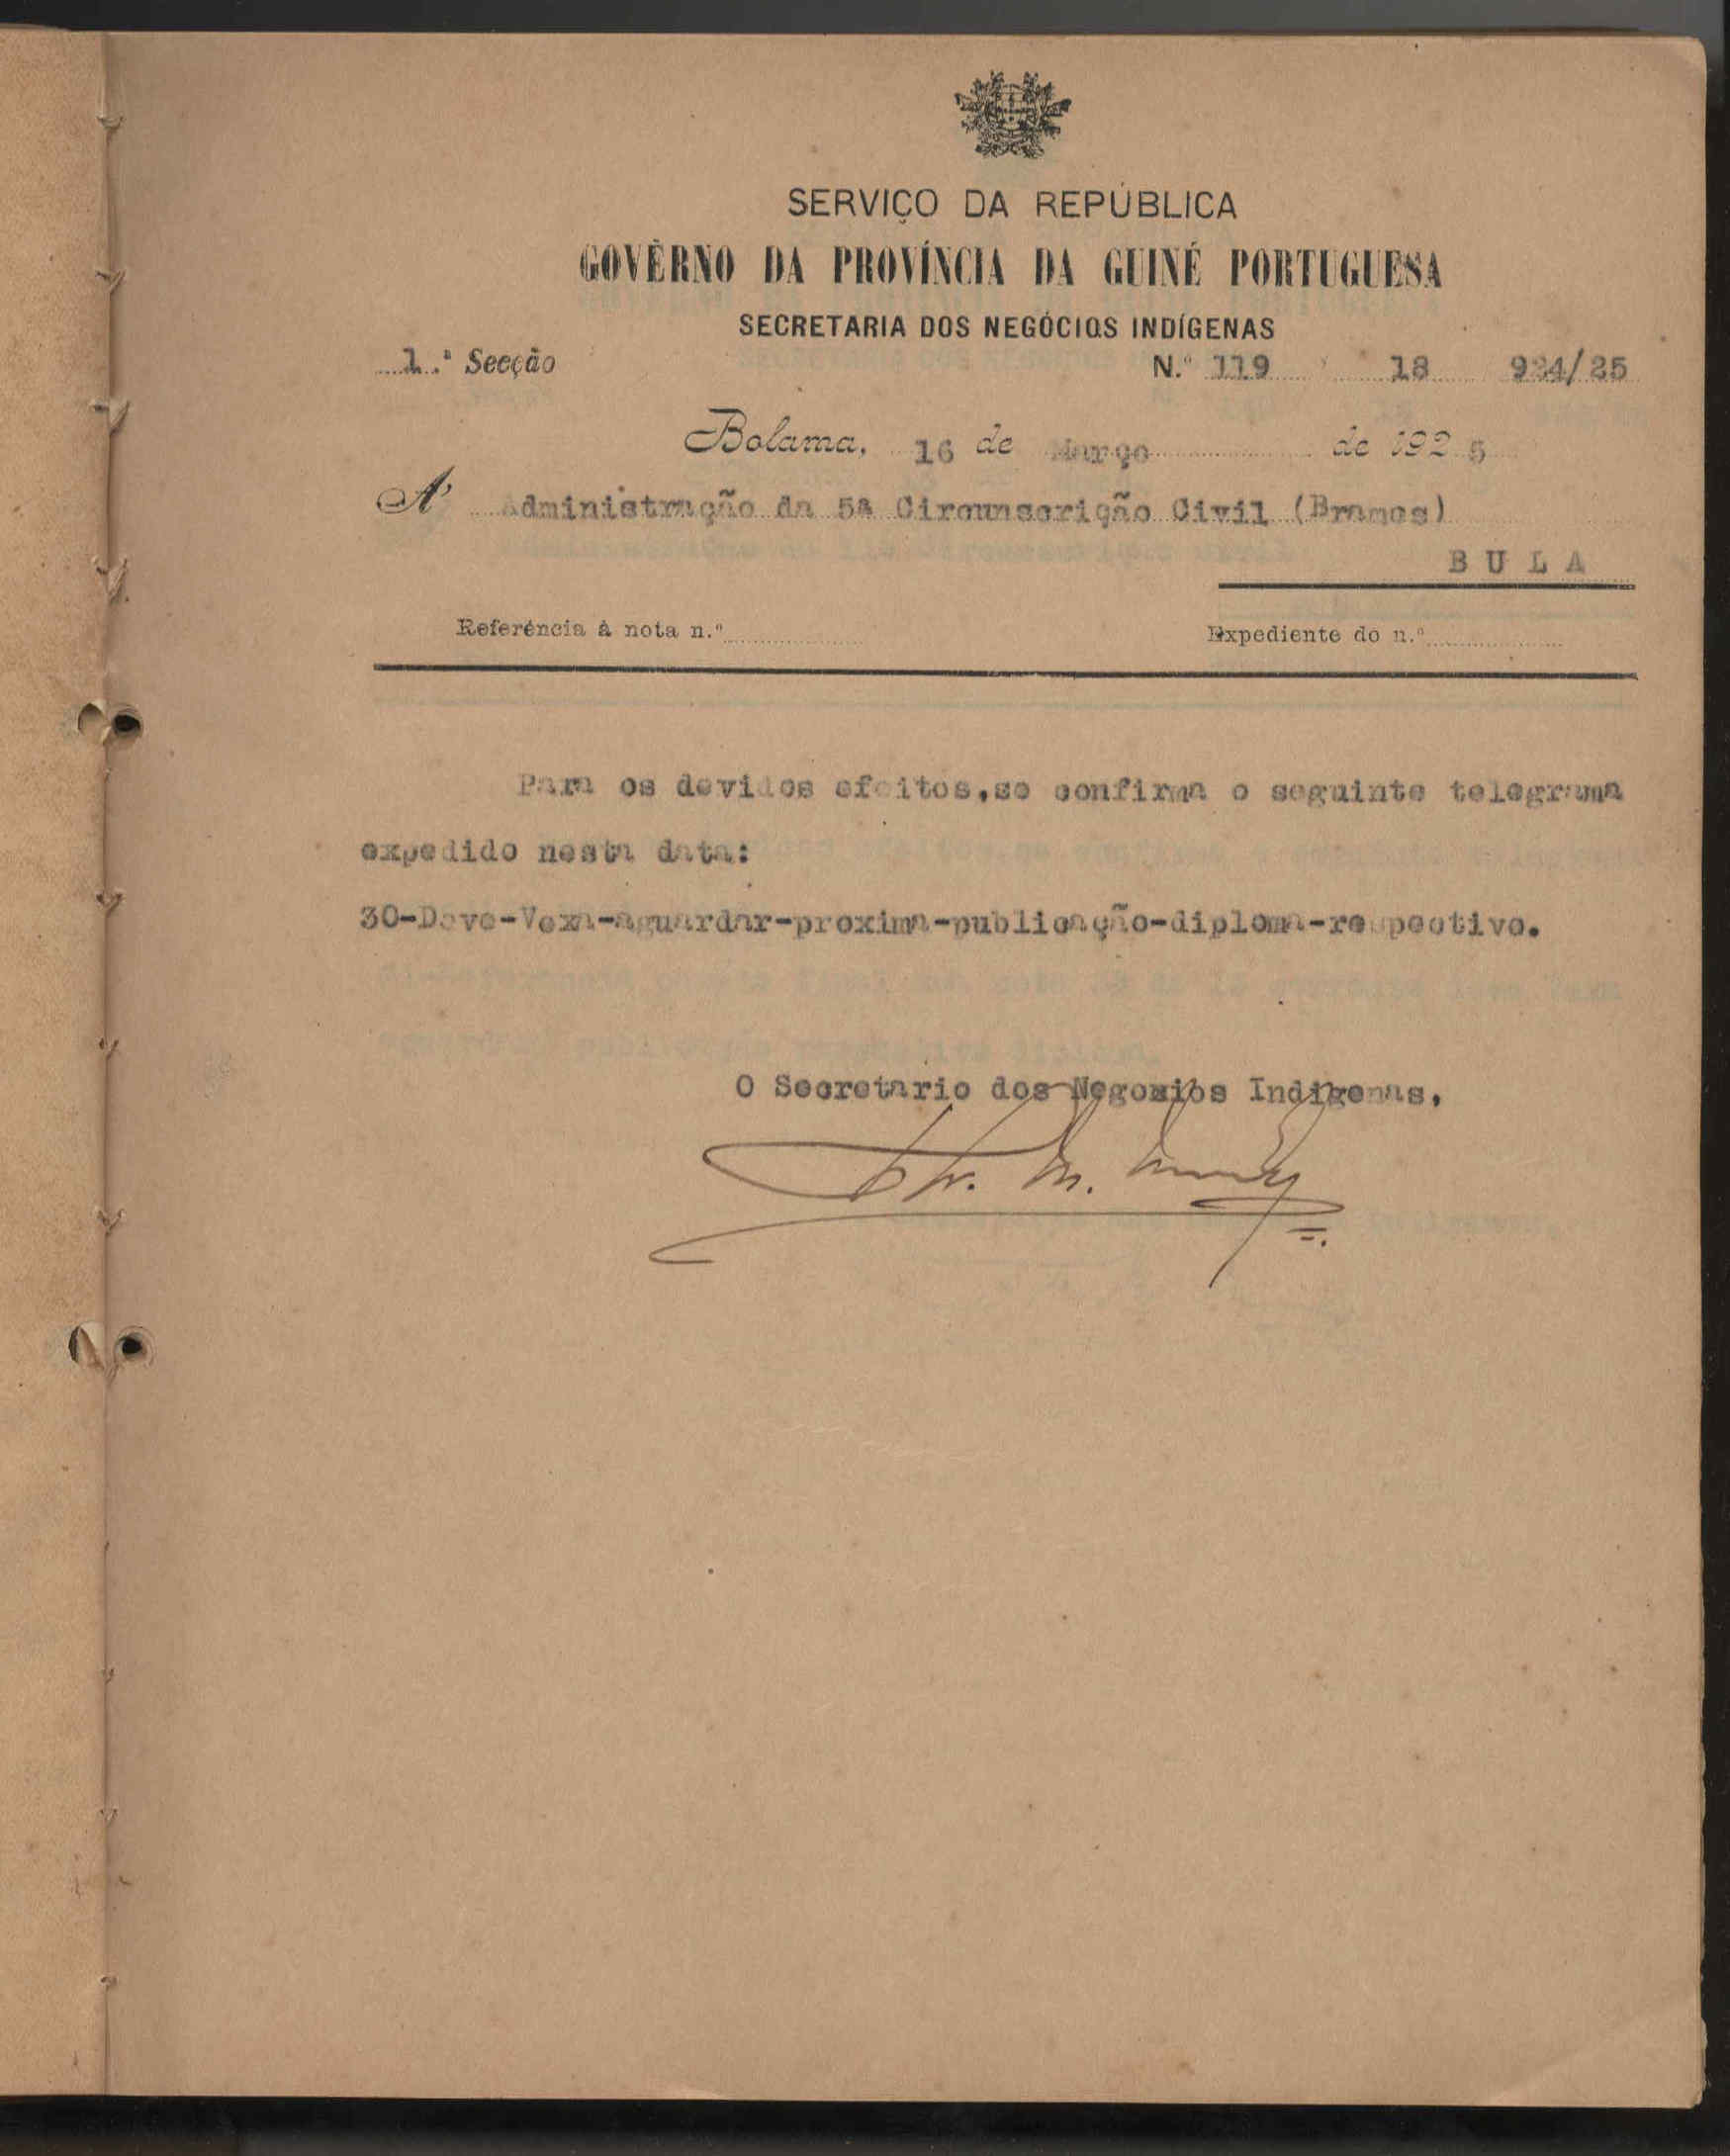 SERVIÇO DA REPÚBLICA
GOVÊRNO DA PROVÍNCIA DA GUINÉ PORTUGUESA
SECRETARIA DOS NEGÓCIOS INDÍGENAS
1.ª Secção N.º 119 18 924/25
Bolama, 16 de Março de 1925
A' Administração da 5ª Circunscrição Civil (Brames)
BULA
Referência à nota n.º Expediente do n.º
Para os devidos efeitos,se confirma o seguinte telegrama
expedido nesta data:
30-Deve-Vexa-aguardar-proxima-publicação-diploma-respectivo.
O Secretario dos Negocios Indigenas,